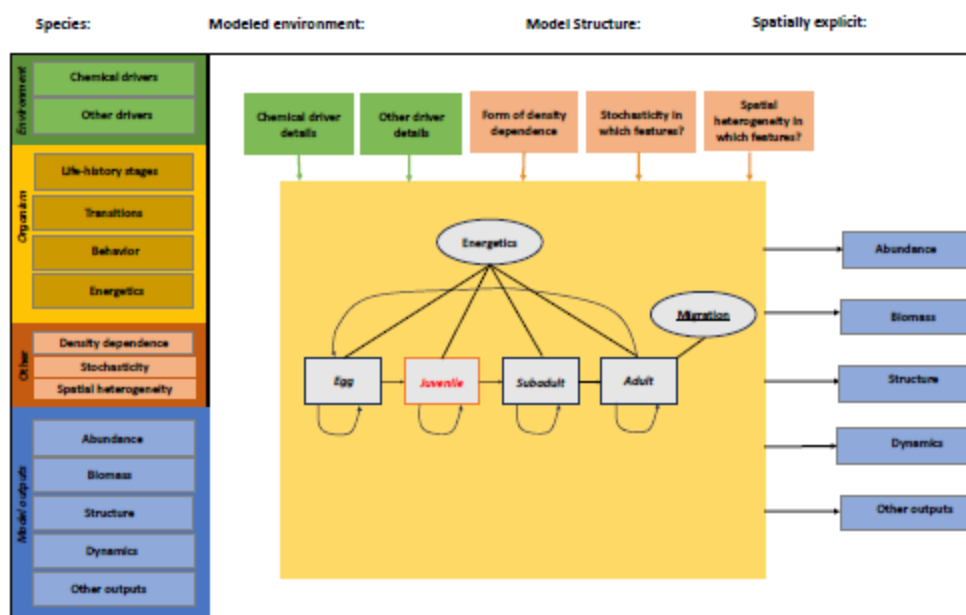 Species: Modeled environment: Model Structure: Spatially explicit:
Environment
Chemical drivers
Other drivers
Organism
Life-history stages
Transitions
Behavior
Energetics
Other
Density dependence
Stochasticity
Spatial heterogeneity
Model outputs
Abundance
Biomass
Structure
Dynamics
Other outputs
Chemical driver
details
Other driver
details
Form of density
dependence
Stochasticity in
which features?
Spatial
heterogeneity in
which features?
Energetics
Migration
Egg
Juvenile
Subadult
Adult
Abundance
Biomass
Structure
Dynamics
Other outputs